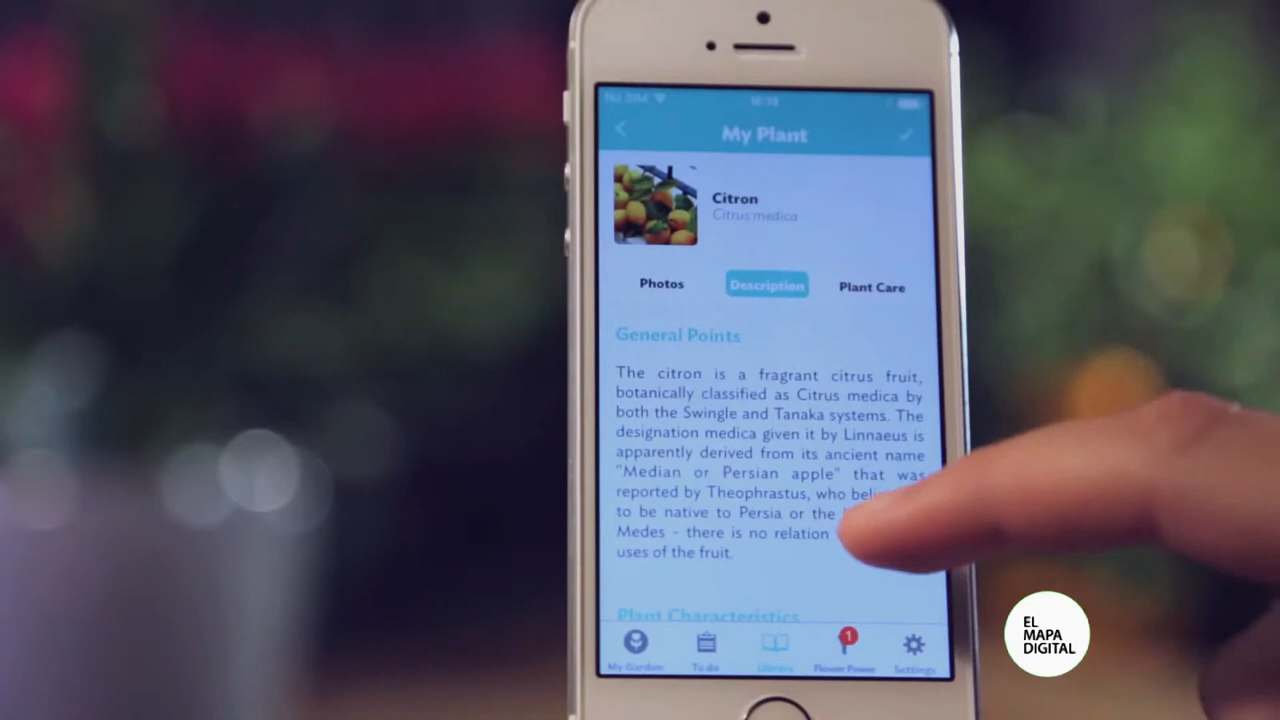 No SIM
16:18
My Plant
Citron
Citrus medica
Photos
Description
Plant Care
General Points
The citron is a fragrant citrus fruit,
botanically classified as Citrus medica by
both the Swingle and Tanaka systems. The
designation medica given it by Linnaeus is
apparently derived from its ancient name
"Median or Persian apple" that was
reported by Theophrastus, who
to be native to Persia or the
Medes - there is no relation
uses of the fruit.
Plant Characteristics
1
My Garden
To do
Library
Flower Power
Settings
EL
MAPA
DIGITAL